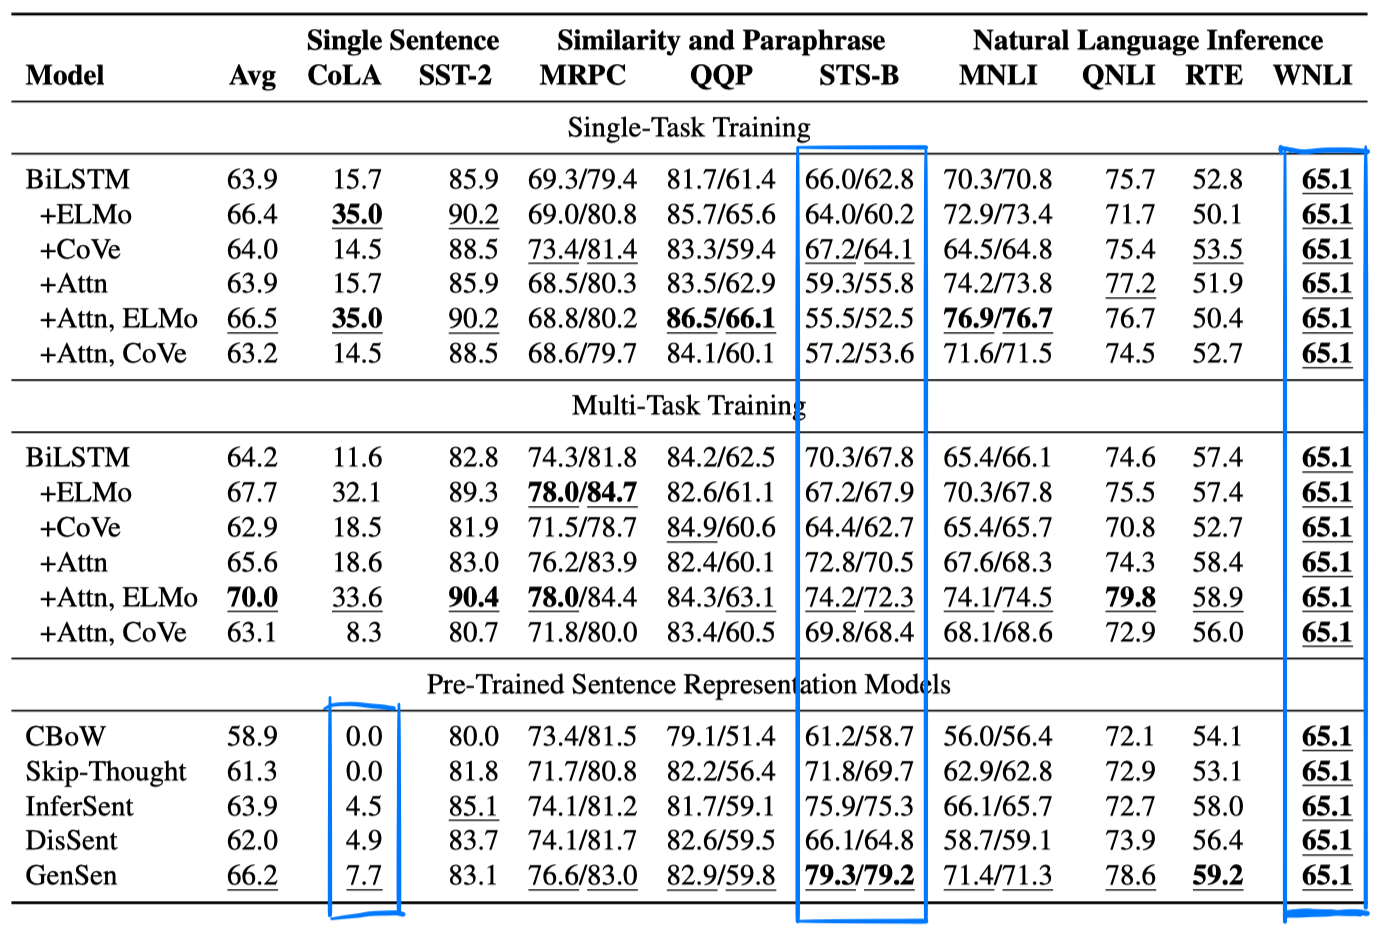 Single Sentence Similarity and Paraphrase Natural Language Inference
Model Avg CoLA SST-2 MRPC QQP STS-B MNLI QNLI RTE WNLI
Single-Task Training
BiLSTM 63.9 15.7 85.9 69.3/79.4 81.7/61.4 66.0/62.8 70.3/70.8 75.7 52.8 65.1
+ELMo 66.4 35.0 90.2 69.0/80.8 85.7/65.6 64.0/60.2 72.9/73.4 71.7 50.1 65.1
+CoVe 64.0 14.5 88.5 73.4/81.4 83.3/59.4 67.2/64.1 64.5/64.8 75.4 53.5 65.1
+Attn 63.9 15.7 85.9 68.5/80.3 83.5/62.9 59.3/55.8 74.2/73.8 77.2 51.9 65.1
+Attn, ELMo 66.5 35.0 90.2 68.8/80.2 86.5/66.1 55.5/52.5 76.9/76.7 76.7 50.4 65.1
+Attn, CoVe 63.2 14.5 88.5 68.6/79.7 84.1/60.1 57.2/53.6 71.6/71.5 74.5 52.7 65.1
Multi-Task Training
BiLSTM 64.2 11.6 82.8 74.3/81.8 84.2/62.5 70.3/67.8 65.4/66.1 74.6 57.4 65.1
+ELMo 67.7 32.1 89.3 78.0/84.7 82.6/61.1 67.2/67.9 70.3/67.8 75.5 57.4 65.1
+CoVe 62.9 18.5 81.9 71.5/78.7 84.9/60.6 64.4/62.7 65.4/65.7 70.8 52.7 65.1
+Attn 65.6 18.6 83.0 76.2/83.9 82.4/60.1 72.8/70.5 67.6/68.3 74.3 58.4 65.1
+Attn, ELMo 70.0 33.6 90.4 78.0/84.4 84.3/63.1 74.2/72.3 74.1/74.5 79.8 58.9 65.1
+Attn, CoVe 63.1 8.3 80.7 71.8/80.0 83.4/60.5 69.8/68.4 68.1/68.6 72.9 56.0 65.1
Pre-Trained Sentence Representation Models
CBoW 58.9 0.0 80.0 73.4/81.5 79.1/51.4 61.2/58.7 56.0/56.4 72.1 54.1 65.1
Skip-Thought 61.3 0.0 81.8 71.7/80.8 82.2/56.4 71.8/69.7 62.9/62.8 72.9 53.1 65.1
InferSent 63.9 4.5 85.1 74.1/81.2 81.7/59.1 75.9/75.3 66.1/65.7 72.7 58.0 65.1
DisSent 62.0 4.9 83.7 74.1/81.7 82.6/59.5 66.1/64.8 58.7/59.1 73.9 56.4 65.1
GenSen 66.2 7.7 83.1 76.6/83.0 82.9/59.8 79.3/79.2 71.4/71.3 78.6 59.2 65.1